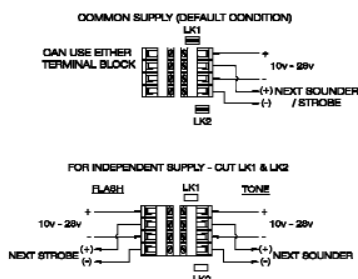 COMMON SUPPLY (DEFAULT CONDITION)
LK1
CAN USE EITHER
TERMINAL BLOCK
+
10v - 28v
-
(+) NEXT SOUNDER
(-) / STROBE
LK2
FOR INDEPENDENT SUPPLY - CUT LK1 & LK2
FLASH
LK1
TONE
+
+
10v - 28v
10v - 28v
-
-
(+)
(+)
NEXT STROBE
NEXT SOUNDER
(-)
(-)
LK2